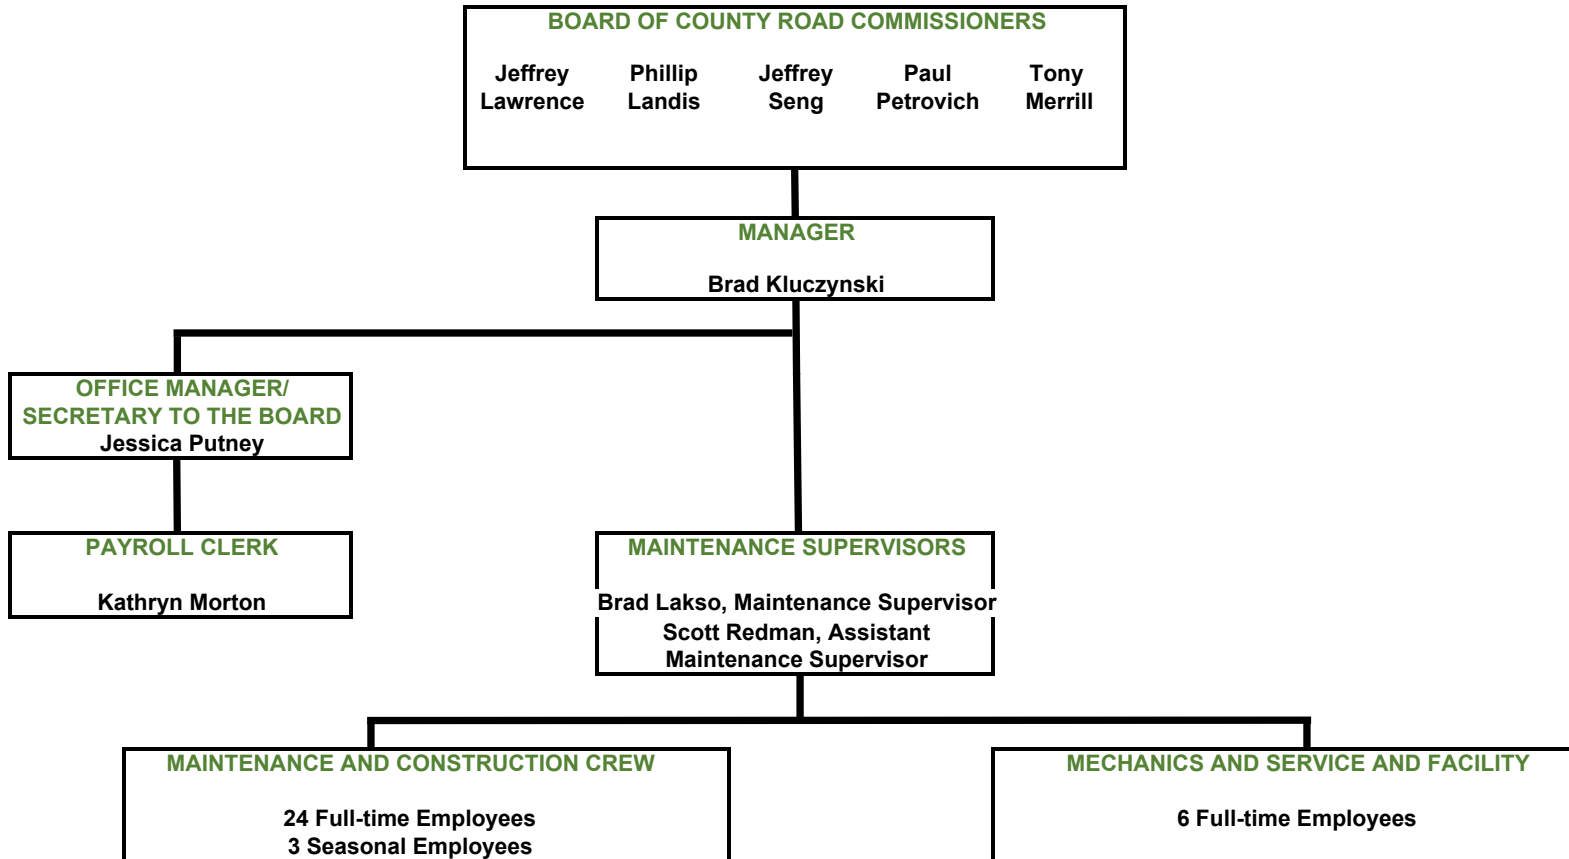 BOARD OF COUNTY ROAD COMMISSIONERS
Jeffrey Phillip Jeffrey Paul Tony
Lawrence Landis Seng Petrovich Merrill
MANAGER
Brad Kluczynski
OFFICE MANAGER/
SECRETARY TO THE BOARD
Jessica Putney
PAYROLL CLERK
Kathryn Morton
MAINTENANCE SUPERVISORS
Brad Lakso, Maintenance Supervisor
Scott Redman, Assistant
Maintenance Supervisor
MAINTENANCE AND CONSTRUCTION CREW
24 Full-time Employees
3 Seasonal Employees
MECHANICS AND SERVICE AND FACILITY
6 Full-time Employees